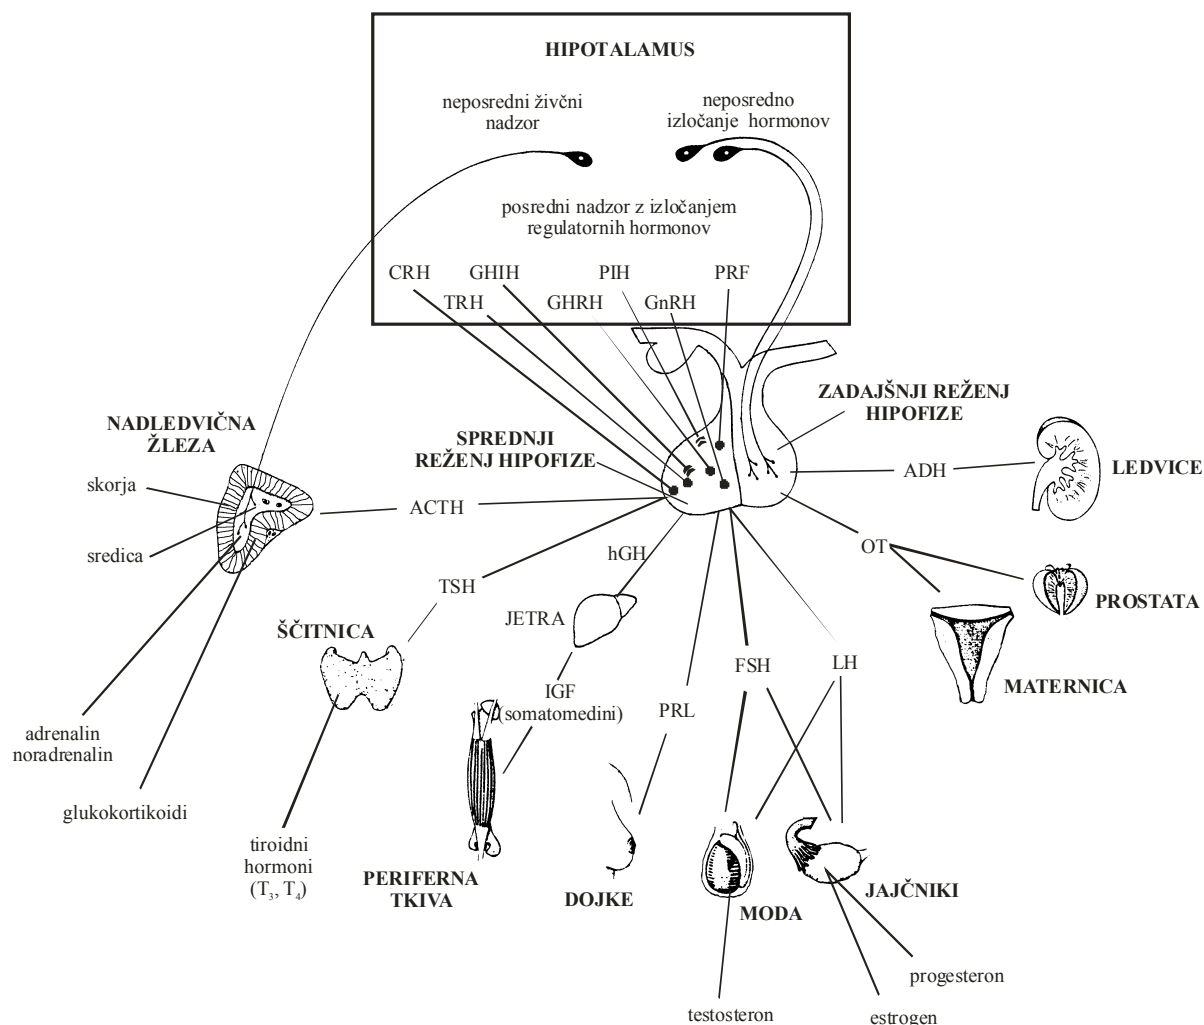 HIPOTALAMUS
neposredni živčni
nadzor
neposredno
izločanje hormonov
posredni nadzor z izločanjem
regulatornih hormonov
CRH
GHIH
PIH
PRF
TRH
GHRH
GnRH
ZADAJŠNJI REŽENJ
HIPOFIZE
NADLEDVIČNA
ŽLEZA
SPREDNJI
REŽENJ HIPOFIZE
skorja
ACTH
ADH
LEDVICE
sredica
hGH
OT
TSH
PROSTATA
ŠČITNICA
JETRA
FSH
LH
MATERNICA
IGF
(somatomedini)
PRL
adrenalin
noradrenalin
glukokortikoidi
tiroidni
hormoni
(T₃, T₄)
PERIFERNA
TKIVA
DOJKE
MODA
JAJČNIKI
progesteron
testosteron
estrogen